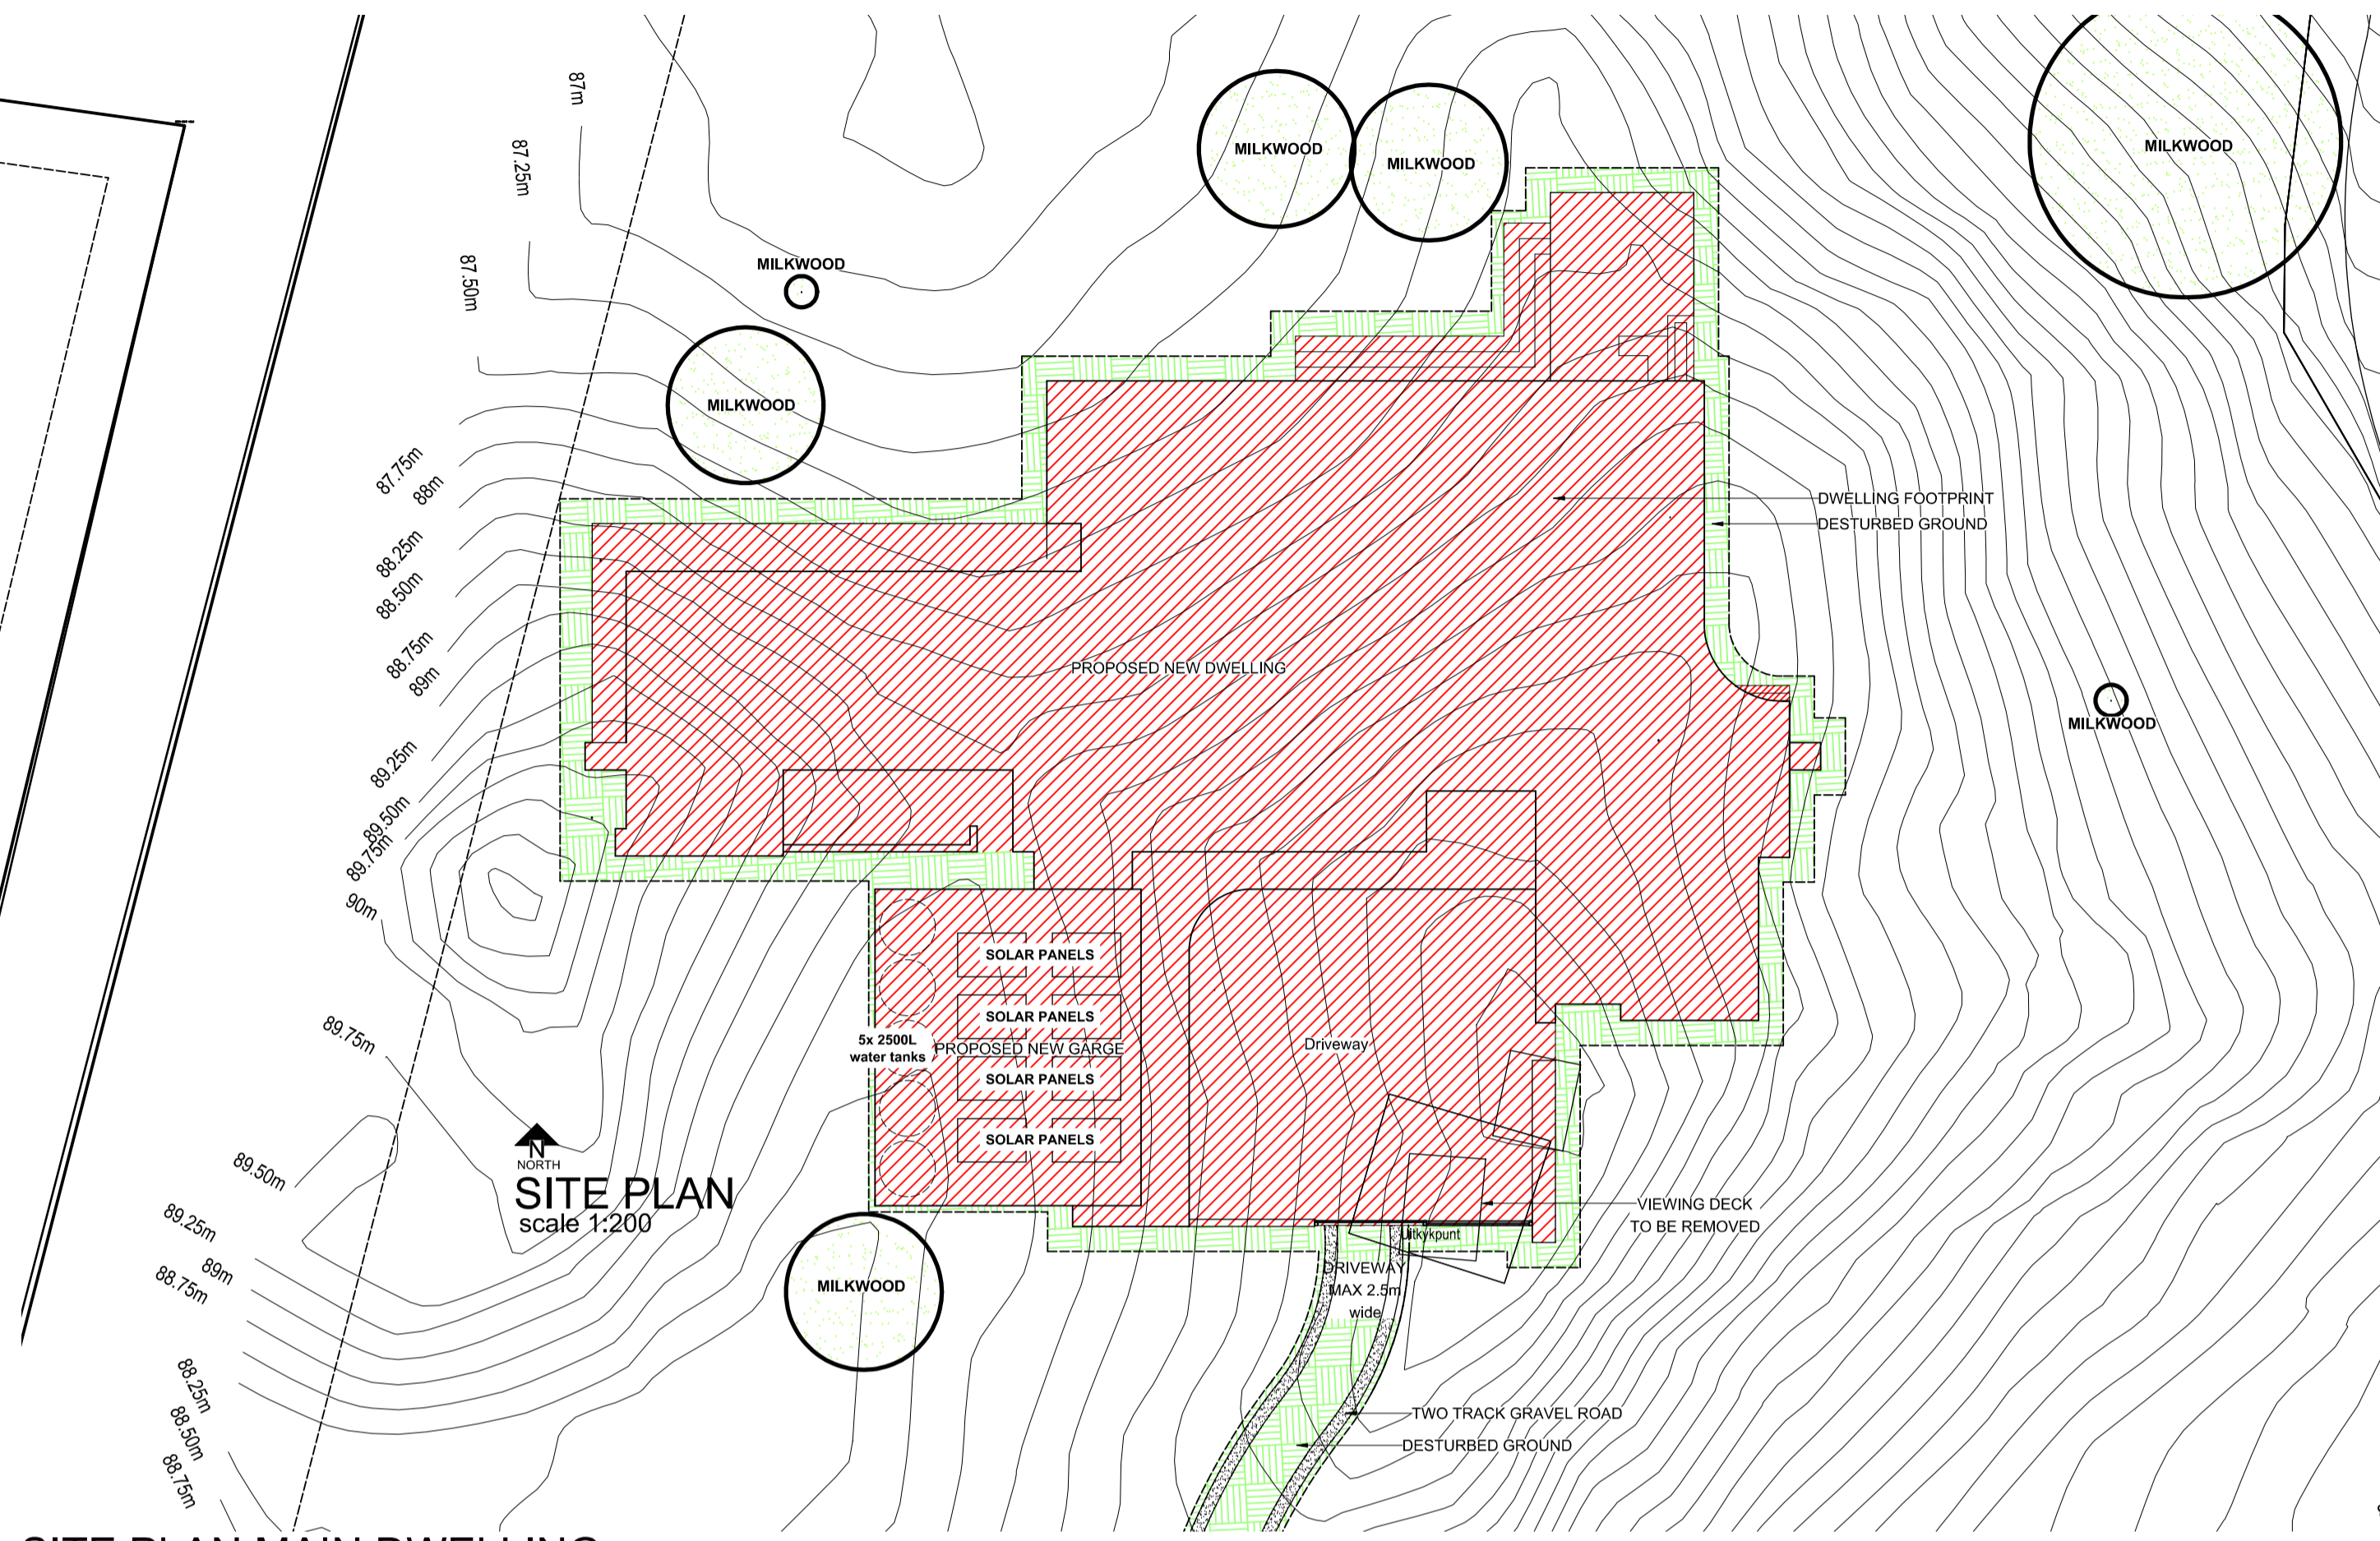 87m
87.25m
87.50m
MILKWOOD
MILKWOOD
MILKWOOD
MILKWOOD
MILKWOOD
87.75m
88m
88.25m
88.50m
88.75m
89m
89.25m
89.50m
89.75m
90m
89.75m
89.50m
89.25m
89m
88.75m
88.25m
88.50m
88.75m
DWELLING FOOTPRINT
DESTURBED GROUND
PROPOSED NEW DWELLING
MILKWOOD
SOLAR PANELS
SOLAR PANELS
5x 2500L
water tanks
PROPOSED NEW GARGE
Driveway
SOLAR PANELS
SOLAR PANELS
N
NORTH
SITE PLAN
scale 1:200
VIEWING DECK
TO BE REMOVED
Uitkykpunt
MILKWOOD
DRIVEWAY
MAX 2.5m
wide
TWO TRACK GRAVEL ROAD
DESTURBED GROUND
SITE PLAN MAIN DWELLING